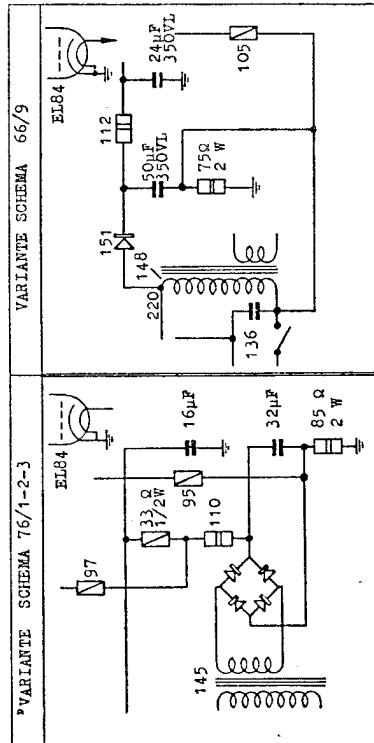 "VARIANTE SCHEMA 76/1-2-3
EL84
97
33
Ω
1/2W
16µF
95
110
32µF
85 Ω
2 W
145
VARIANTE SCHEMA 66/9
EL84
112
24µF
350VL
151
50µF
350VL
105
148
75Ω
2 W
220
136